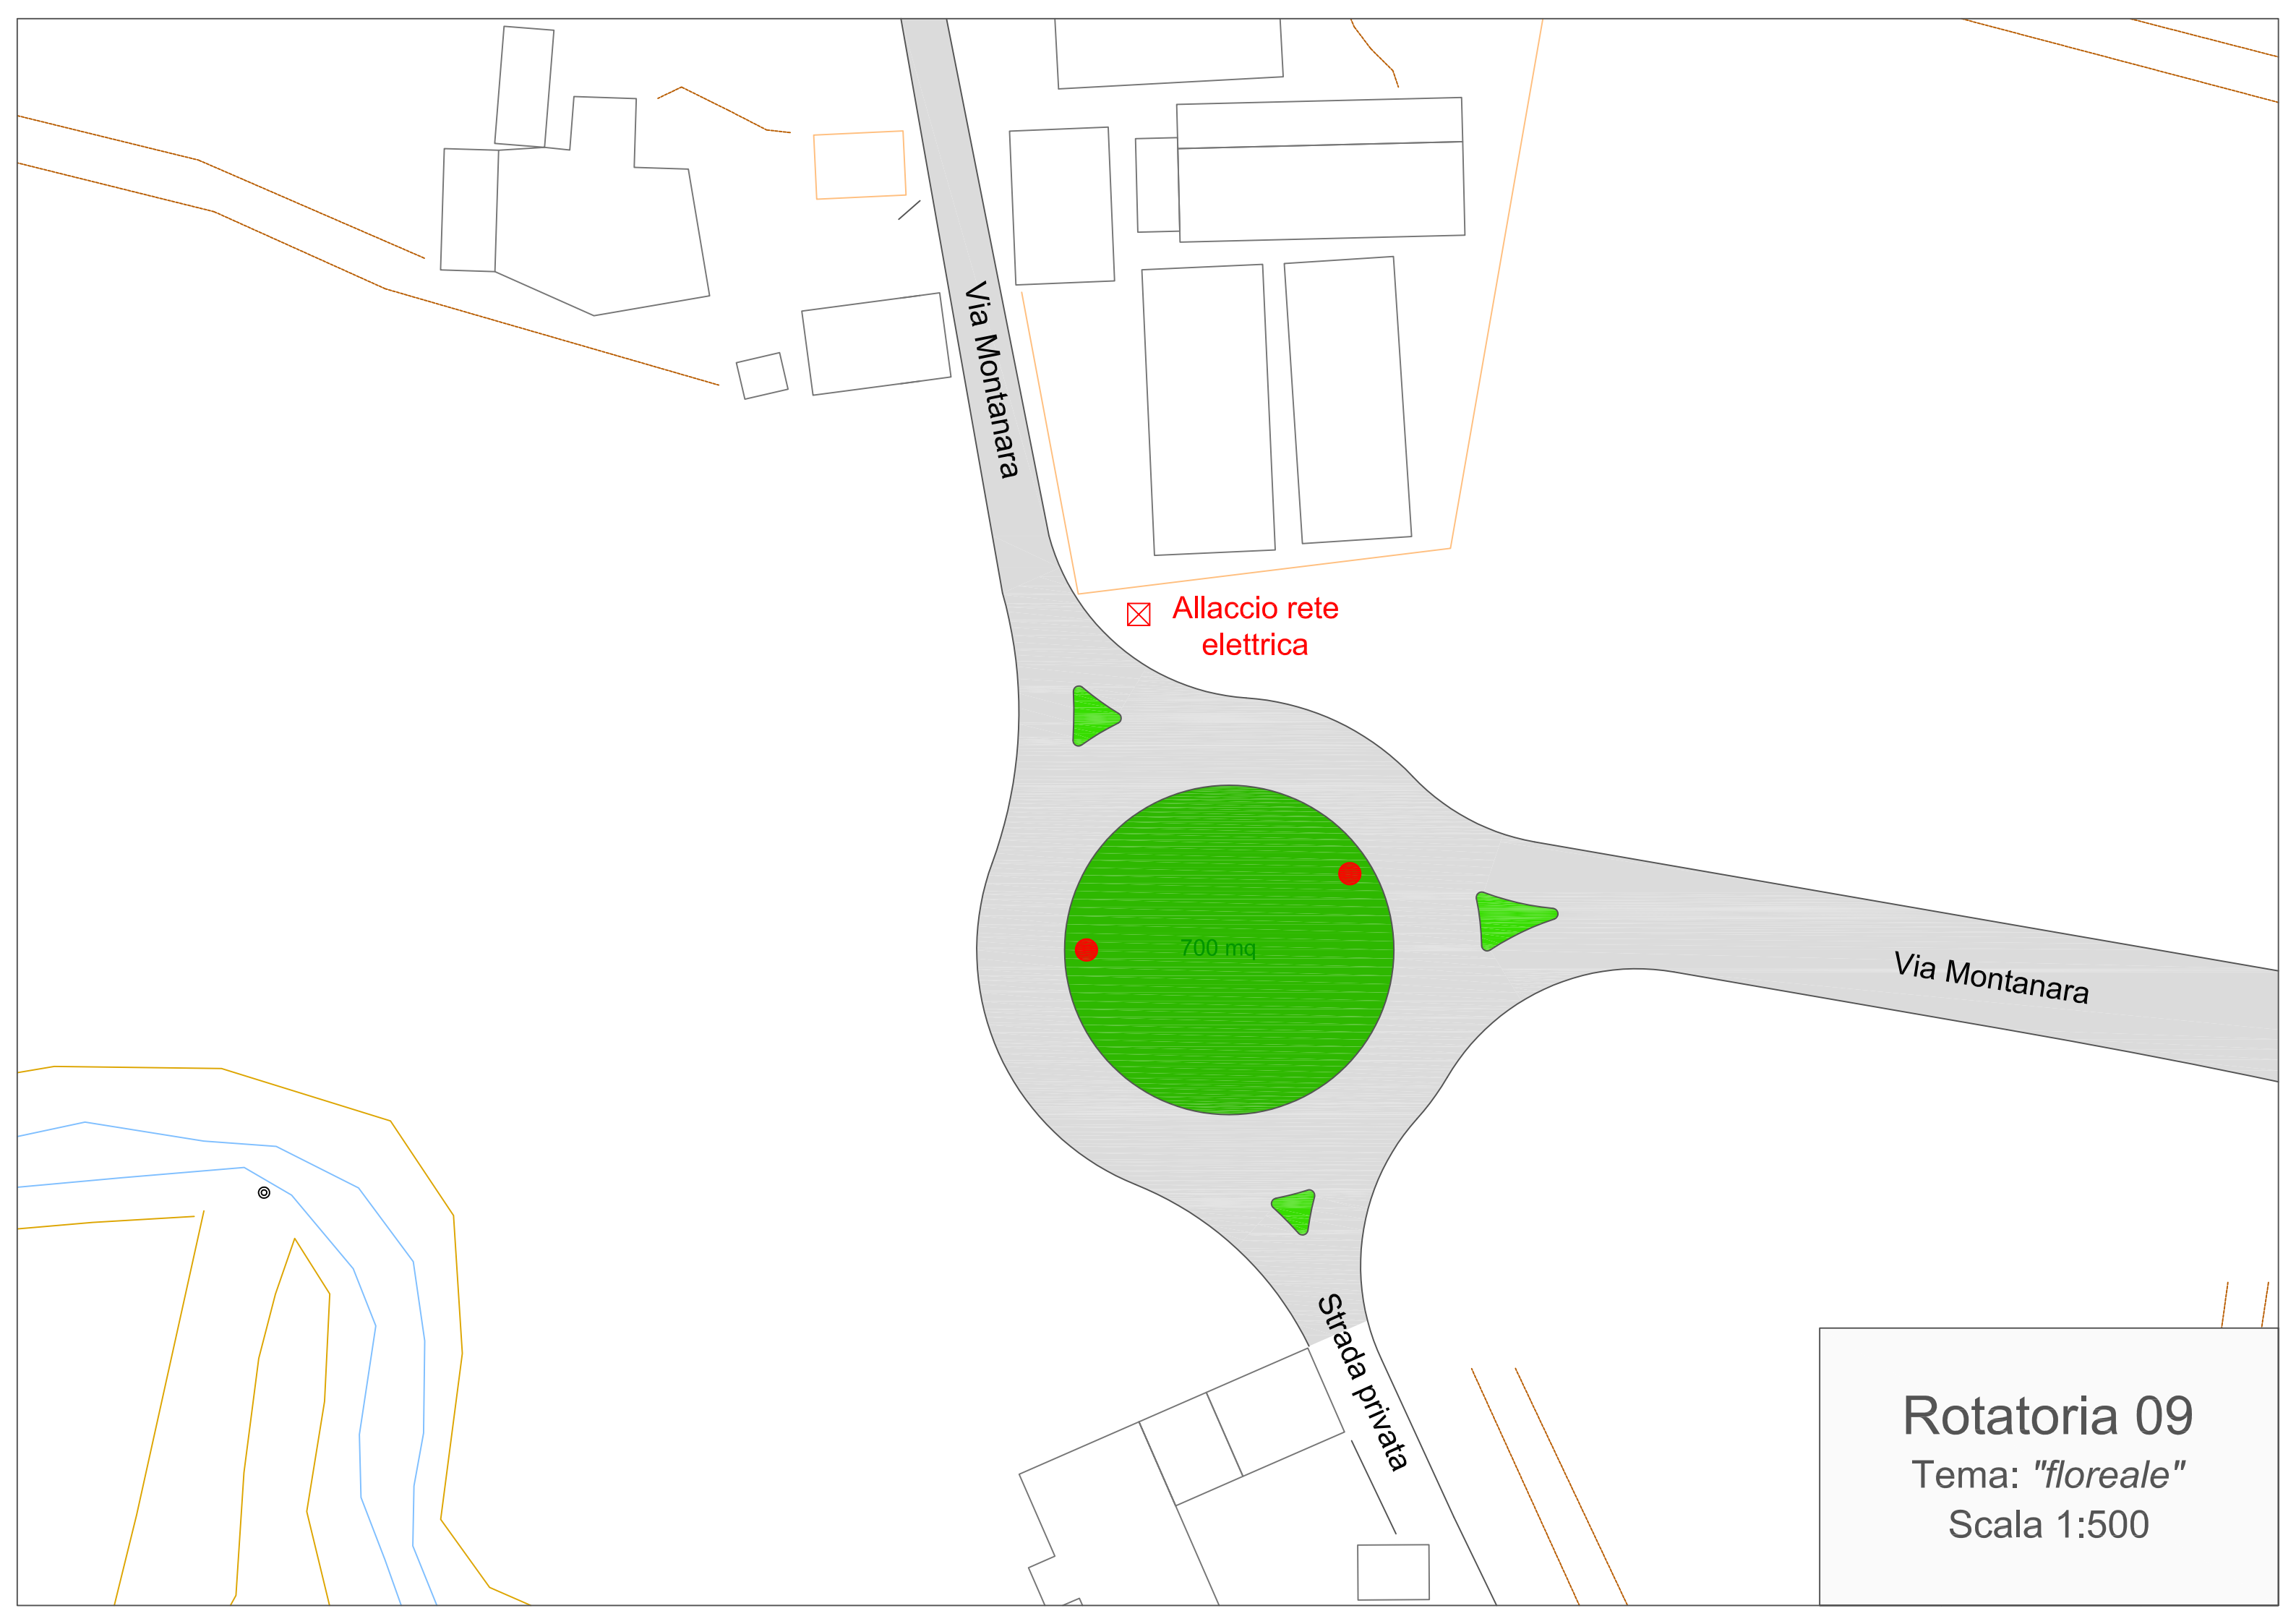 Via Montanara
Allaccio rete
elettrica
700 mq
Via Montanara
Strada privata
Rotatoria 09
Tema: "floreale"
Scala 1:500